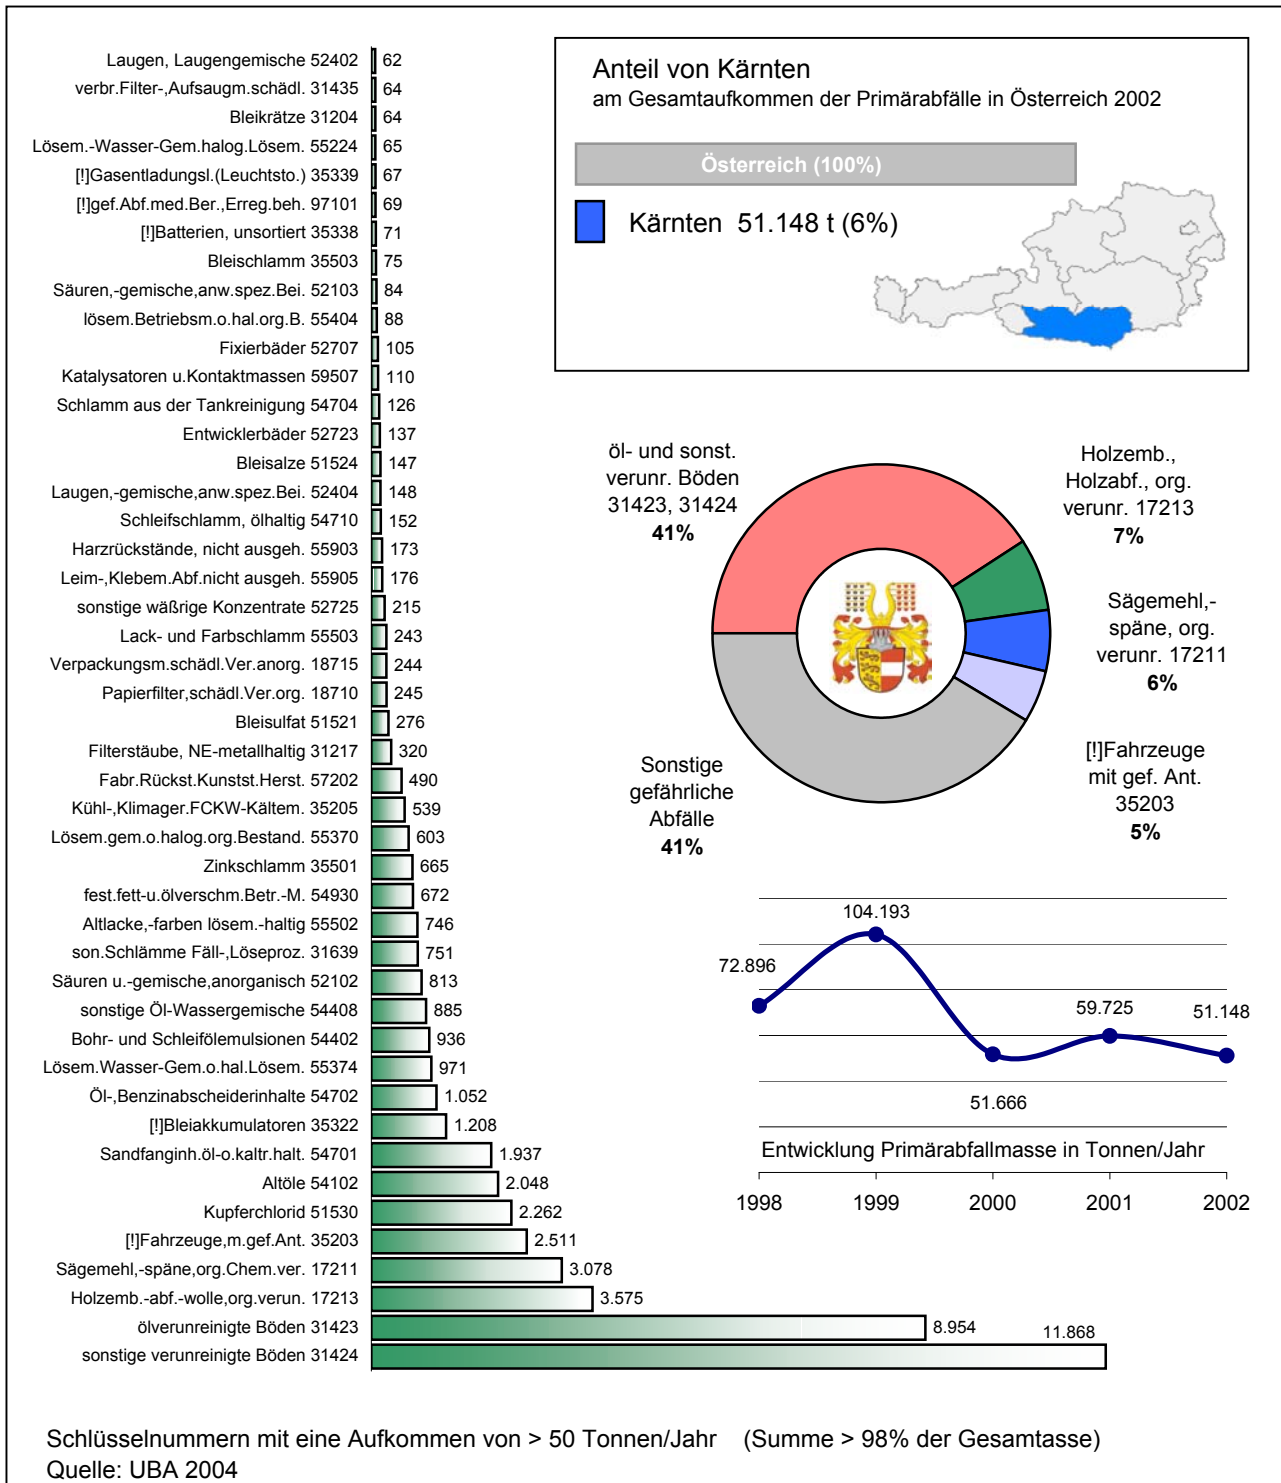 Laugen, Laugengemische 52402 62
verbr.Filter-,Aufsaugm.schädl. 31435 64
Bleikrätze 31204 64
Lösem.-Wasser-Gem.halog.Lösem. 55224 65
[!]Gasentladungsl.(Leuchtsto.) 35339 67
[!]gef.Abf.med.Ber.,Erreg.beh. 97101 69
[!]Batterien, unsortiert 35338 71
Bleischlamm 35503 75
Säuren,-gemische,anw.spez.Bei. 52103 84
lösem.Betriebsm.o.hal.org.B. 55404 88
Fixierbäder 52707 105
Katalysatoren u.Kontaktmassen 59507 110
Schlamm aus der Tankreinigung 54704 126
Entwicklerbäder 52723 137
Bleisalze 51524 147
Laugen,-gemische,anw.spez.Bei. 52404 148
Schleifschlamm, ölhaltig 54710 152
Harzrückstände, nicht ausgeh. 55903 173
Leim-,Klebem.Abf.nicht ausgeh. 55905 176
sonstige wäßrige Konzentrate 52725 215
Lack- und Farbschlamm 55503 243
Verpackungsm.schädl.Ver.anorg. 18715 244
Papierfilter,schädl.Ver.org. 18710 245
Bleisulfat 51521 276
Filterstäube, NE-metallhaltig 31217 320
Fabr.Rückst.Kunstst.Herst. 57202 490
Kühl-,Klimager.FCKW-Kältem. 35205 539
Lösem.gem.o.halog.org.Bestand. 55370 603
Zinkschlamm 35501 665
fest.fett-u.ölverschm.Betr.-M. 54930 672
Altlacke,-farben lösem.-haltig 55502 746
son.Schlämme Fäll-,Löseproz. 31639 751
Säuren u.-gemische,anorganisch 52102 813
sonstige Öl-Wassergemische 54408 885
Bohr- und Schleifölemulsionen 54402 936
Lösem.Wasser-Gem.o.hal.Lösem. 55374 971
Öl-,Benzinabscheiderinhalte 54702 1.052
[!]Bleiakkumulatoren 35322 1.208
Sandfanginh.öl-o.kaltr.halt. 54701 1.937
Altöle 54102 2.048
Kupferchlorid 51530 2.262
[!]Fahrzeuge,m.gef.Ant. 35203 2.511
Sägemehl,-späne,org.Chem.ver. 17211 3.078
Holzemb.-abf.-wolle,org.verun. 17213 3.575
ölverunreinigte Böden 31423 8.954
sonstige verunreinigte Böden 31424 11.868
Anteil von Kärnten
am Gesamtaufkommen der Primärabfälle in Österreich 2002
Österreich (100%)
Kärnten 51.148 t (6%)
öl- und sonst.
verunr. Böden
31423, 31424
41%
Holzemb.,
Holzabf., org.
verunr. 17213
7%
Sägemehl,-
späne, org.
verunr. 17211
6%
[!]Fahrzeuge
mit gef. Ant.
35203
5%
Sonstige
gefährliche
Abfälle
41%
72.896
104.193
51.666
59.725
51.148
Entwicklung Primärabfallmasse in Tonnen/Jahr
1998 1999 2000 2001 2002
Schlüsselnummern mit eine Aufkommen von > 50 Tonnen/Jahr (Summe > 98% der Gesamtasse)
Quelle: UBA 2004